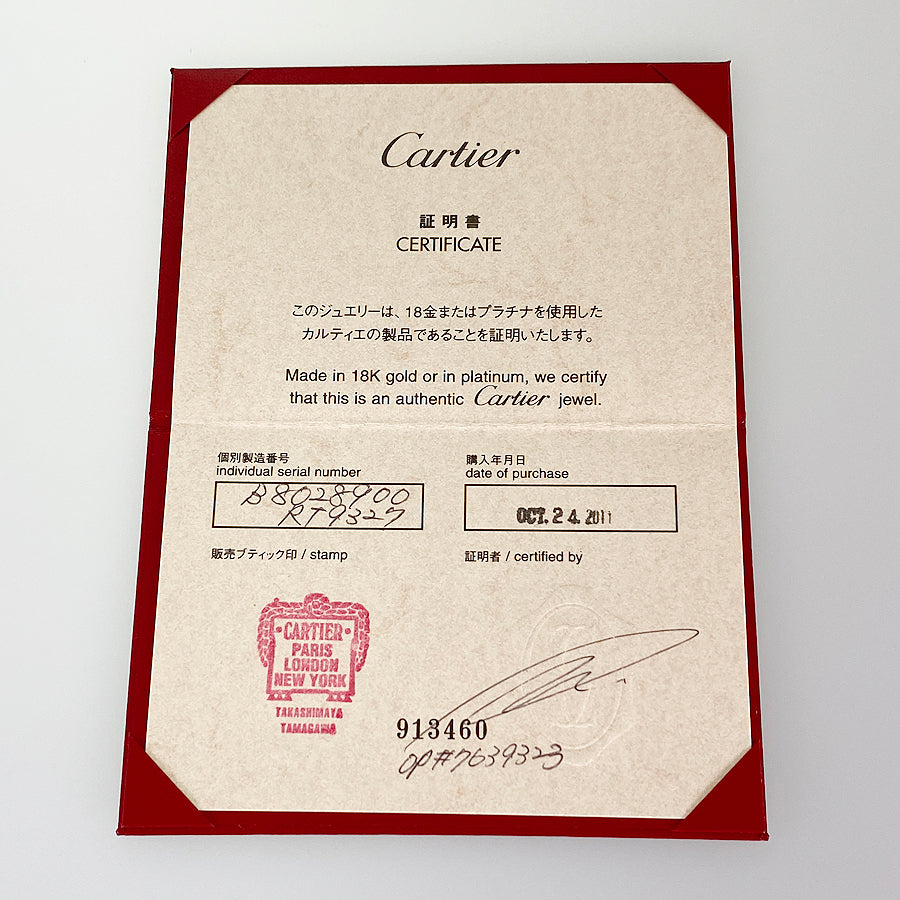 Cartier
証明書
CERTIFICATE
このジュエリーは、18金またはプラチナを使用した
カルティエの製品であることを証明いたします。
Made in 18K gold or in platinum, we certify
that this is an authentic Cartier jewel.
個別製造番号
individual serial number
B8028900
RT9327
購入年月日
date of purchase
OCT. 24. 2011
販売ブティック印 / stamp
証明者 / certified by
CARTIER
PARIS
LONDON
NEW YORK
TAKASHIMAYA
TAMAGAWA
913460
OP#7639323